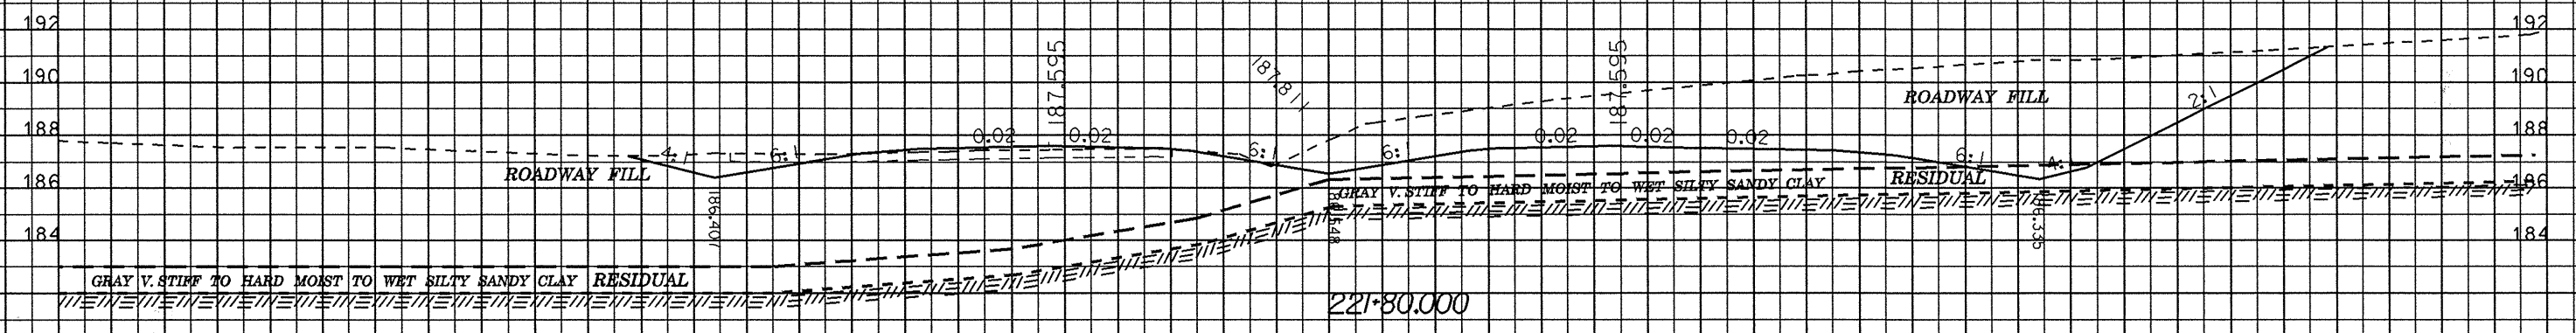 192 192
187.595 187.595
187.811
190 190
ROADWAY FILL
2:1
188 0.02 0.02 0.02 0.02 0.02 188
4:1 6:1 6:1 6:1 6:1 4:
ROADWAY FILL
186 186
GRAY V. STIFF TO HARD MOIST TO WET SILTY SANDY CLAY RESIDUAL
186.407
184 184
GRAY V. STIFF TO HARD MOIST TO WET SILTY SANDY CLAY RESIDUAL
221+80.000